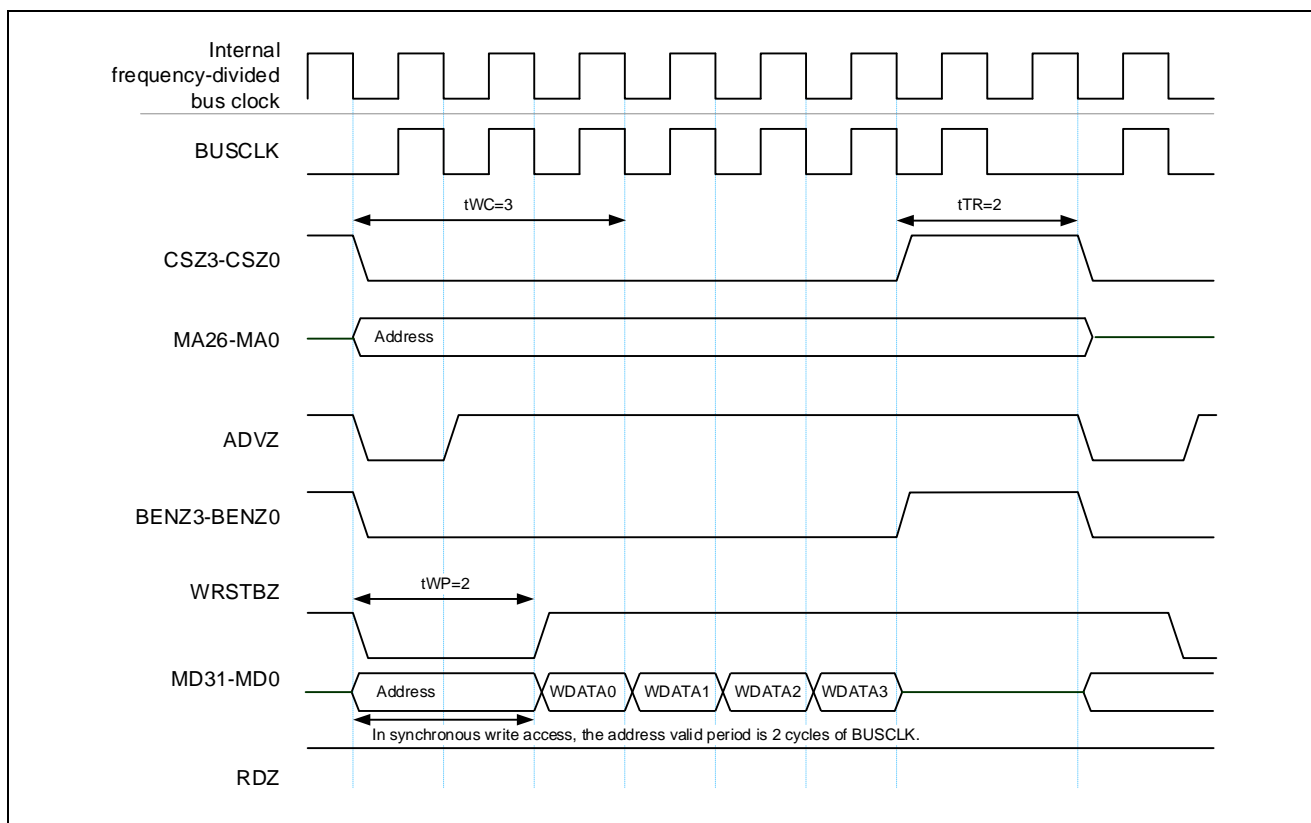 Internal
frequency-divided
bus clock
BUSCLK
tWC=3
tTR=2
CSZ3-CSZ0
MA26-MA0
Address
ADVZ
BENZ3-BENZ0
WRSTBZ
tWP=2
MD31-MD0
Address
WDATA0
WDATA1
WDATA2
WDATA3
In synchronous write access, the address valid period is 2 cycles of BUSCLK.
RDZ